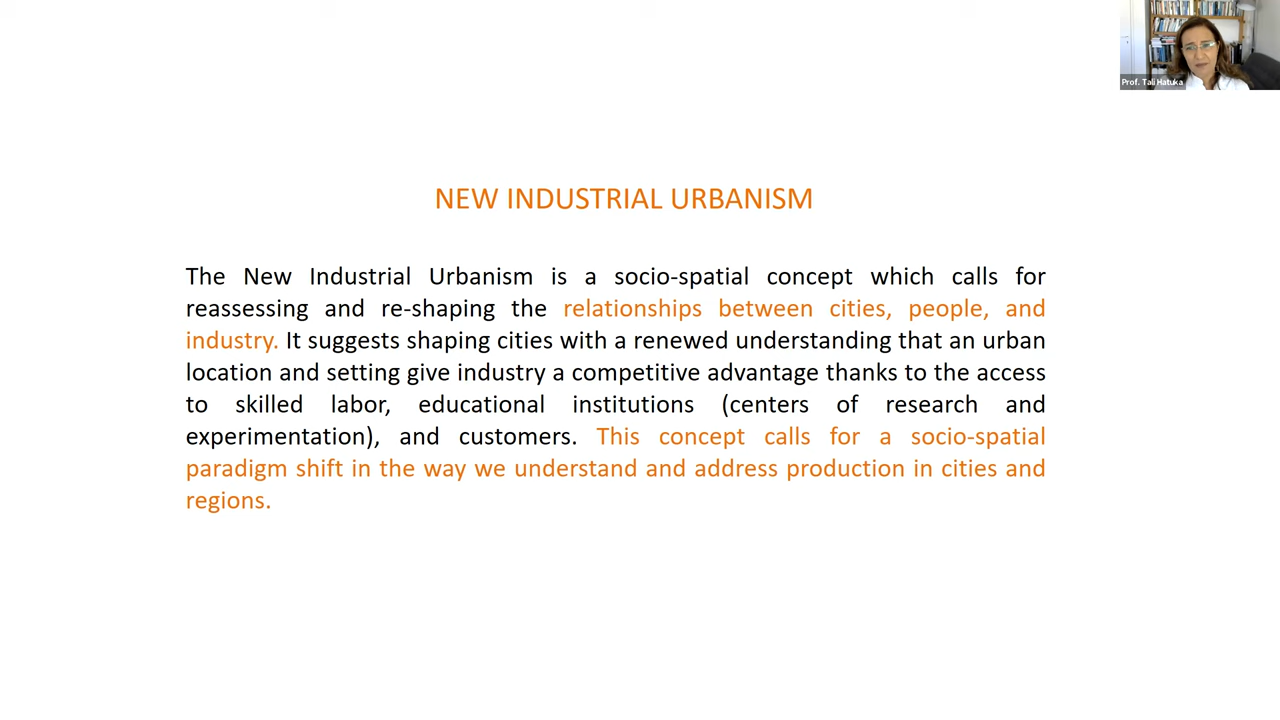 Prof. Tali Hatuka
NEW INDUSTRIAL URBANISM
The New Industrial Urbanism is a socio-spatial concept which calls for
reassessing and re-shaping the relationships between cities, people, and
industry. It suggests shaping cities with a renewed understanding that an urban
location and setting give industry a competitive advantage thanks to the access
to skilled labor, educational institutions (centers of research and
experimentation), and customers. This concept calls for a socio-spatial
paradigm shift in the way we understand and address production in cities and
regions.